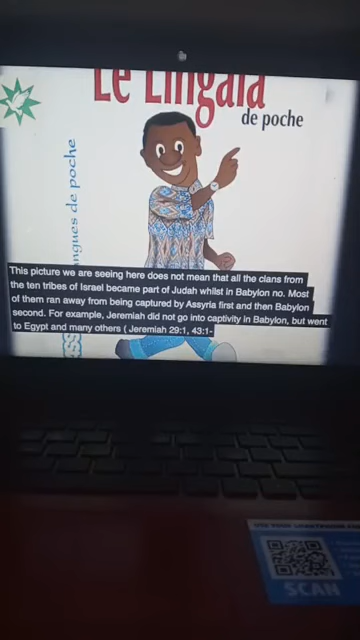 Le Lingala
de poche
ngues de poche
This picture we are seeing here does not mean that all the clans from
the ten tribes of Israel became part of Judah whilst in Babylon no. Most
of them ran away from being captured by Assyria first and then Babylon
second. For example, Jeremiah did not go into captivity in Babylon, but went
to Egypt and many others ( Jeremiah 29:1, 43:1-
SCAN